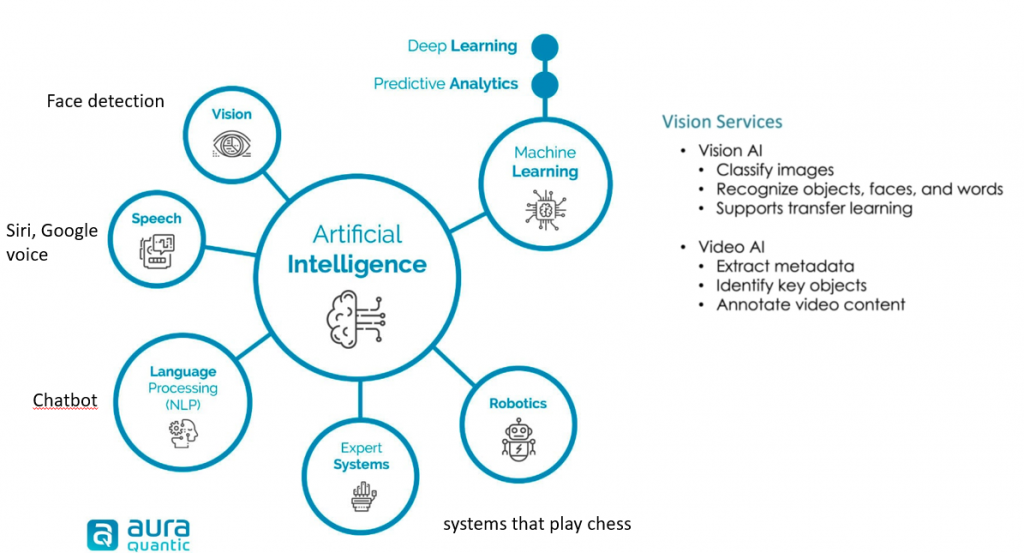 Deep Learning
Predictive Analytics
Face detection
Vision
Machine
Learning
Speech
Siri, Google
voice
Artificial
Intelligence
Language
Processing
(NLP)
Chatbot
Expert
Systems
Robotics
systems that play chess
aura
quantic
Vision Services
• Vision AI
• Classify images
• Recognize objects, faces, and words
• Supports transfer learning
• Video AI
• Extract metadata
• Identify key objects
• Annotate video content